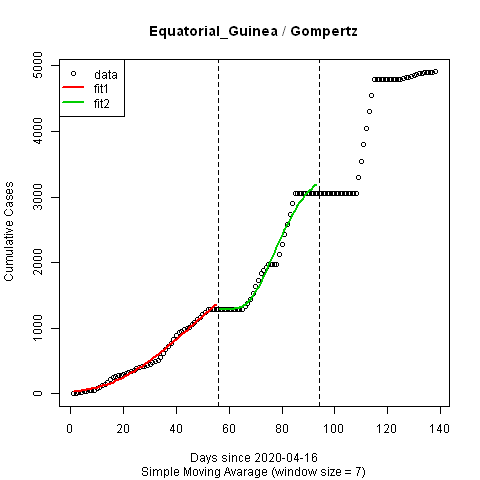 Equatorial_Guinea / Gompertz
data
fit1
fit2
Cumulative Cases
5000
4000
3000
2000
1000
0
0 20 40 60 80 100 120 140
Days since 2020-04-16
Simple Moving Avarage (window size = 7)